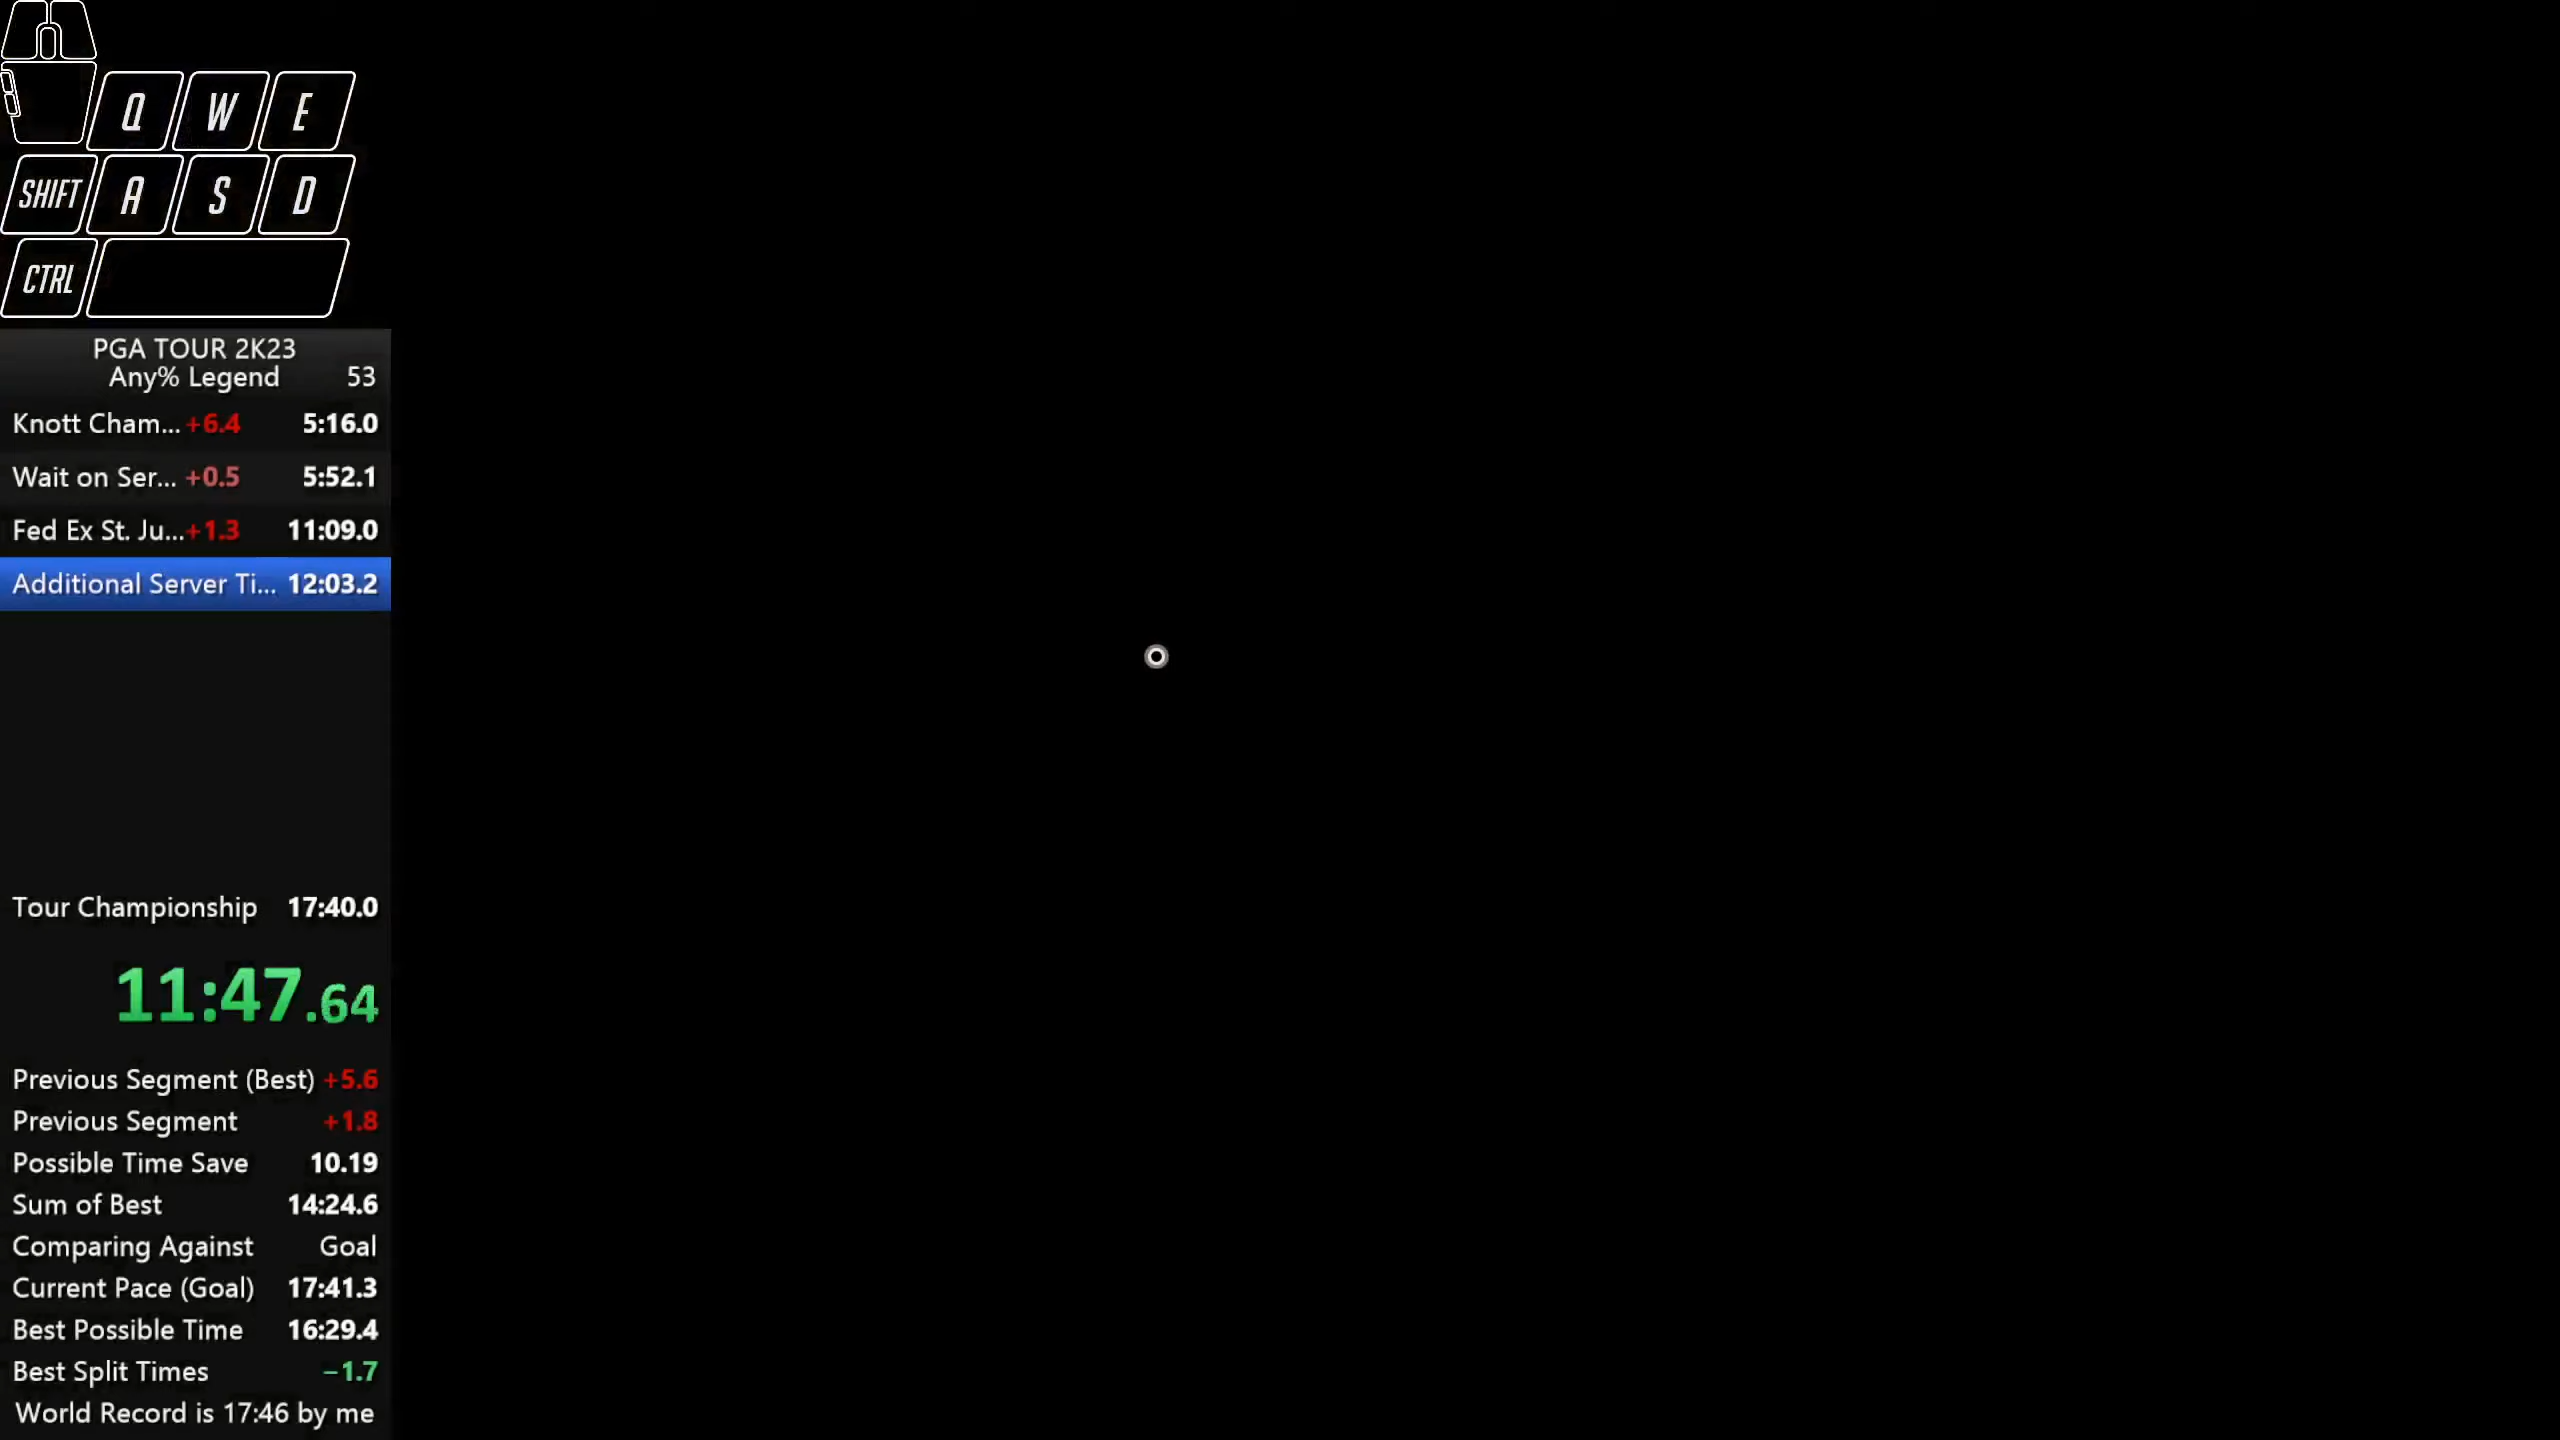 Q W E
SHIFT A S D
CTRL
PGA TOUR 2K23
Any% Legend 53
Knott Cham... +6.4 5:16.0
Wait on Ser... +0.5 5:52.1
Fed Ex St. Ju...+1.3 11:09.0
Additional Server Ti... 12:03.2
Tour Championship 17:40.0
11:47.64
Previous Segment (Best) +5.6
Previous Segment +1.8
Possible Time Save 10.19
Sum of Best 14:24.6
Comparing Against Goal
Current Pace (Goal) 17:41.3
Best Possible Time 16:29.4
Best Split Times −1.7
World Record is 17:46 by me